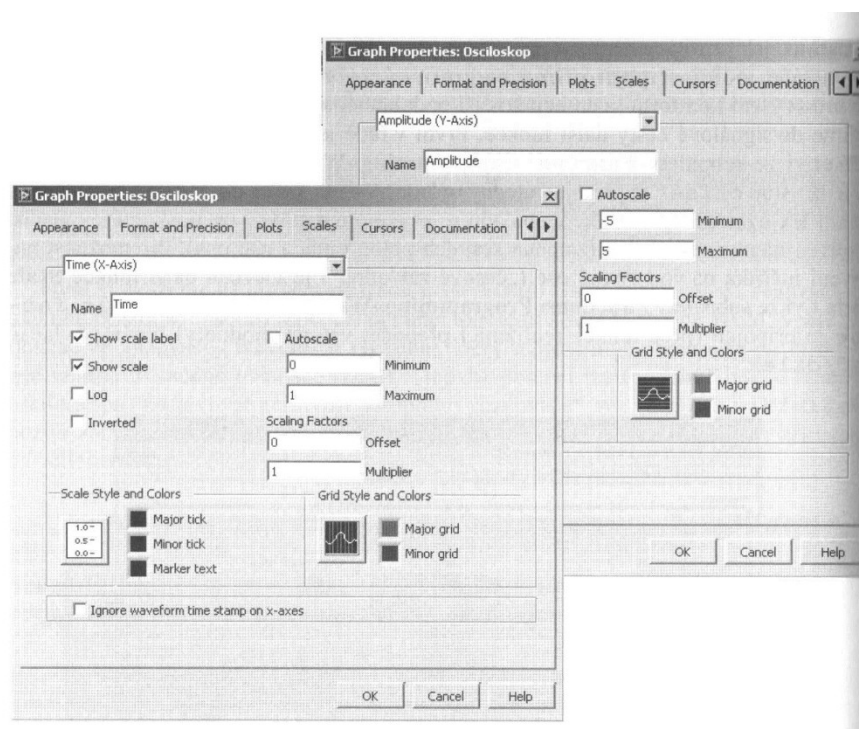 Graph Properties: Osciloskop
Appearance Format and Precision Plots Scales Cursors Documentation
Amplitude (Y-Axis)
Name Amplitude
Autoscale
-5 Minimum
5 Maximum
Scaling Factors
0 Offset
1 Multiplier
Grid Style and Colors
Major grid
Minor grid
OK Cancel Help
Graph Properties: Osciloskop
Appearance Format and Precision Plots Scales Cursors Documentation
Time (X-Axis)
Name Time
Show scale label Autoscale
Show scale 0 Minimum
Log 1 Maximum
Inverted Scaling Factors
0 Offset
1 Multiplier
Scale Style and Colors Grid Style and Colors
1.0
0.5
0.0
Major tick Major grid
Minor tick Minor grid
Marker text
Ignore waveform time stamp on x-axes
OK Cancel Help